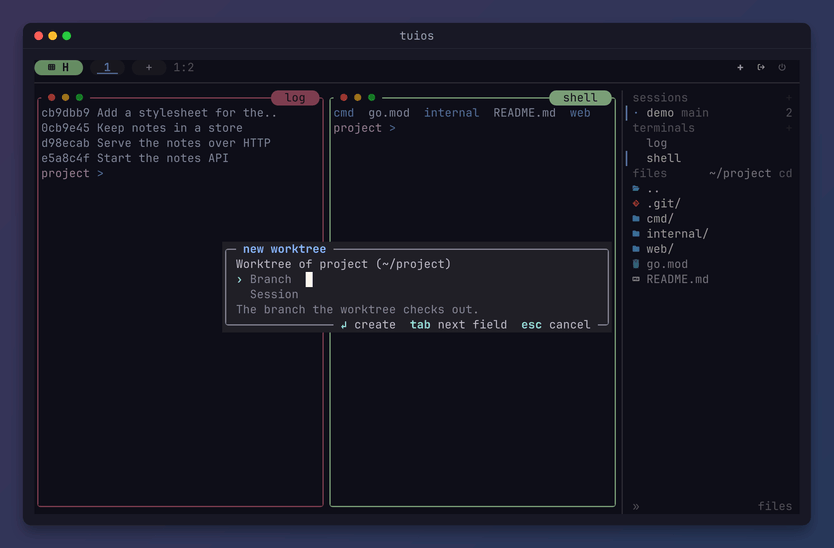 tuios
H 1 + 1:2 +
log
cb9dbb9 Add a stylesheet for the..
0cb9e45 Keep notes in a store
d98ecab Serve the notes over HTTP
e5a8c4f Start the notes API
project >
shell
cmd go.mod internal README.md web
project >
new worktree
Worktree of project (~/project)
› Branch
Session
The branch the worktree checks out.
↲ create tab next field esc cancel
sessions
· demo main 2
terminals
log
shell
files ~/project cd
..
.git/
cmd/
internal/
web/
go.mod
README.md
» files